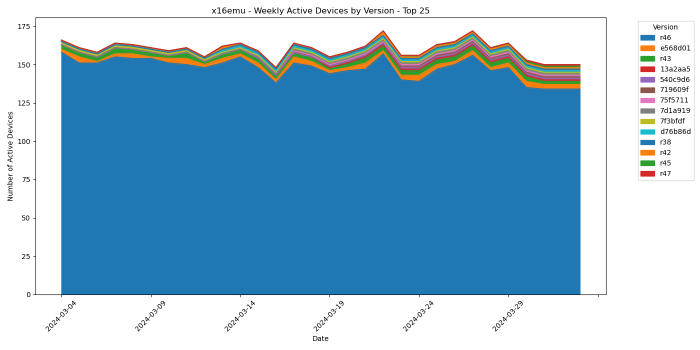 x16emu - Weekly Active Devices by Version - Top 25
Number of Active Devices
175
150
125
100
75
50
25
0
2024-03-04
2024-03-09
2024-03-14
2024-03-19
2024-03-24
2024-03-29
Date
Version
r46
e568d01
r43
13a2aa5
540c9d6
719609f
75f5711
7d1a919
7f3bfdf
d76b86d
r38
r42
r45
r47